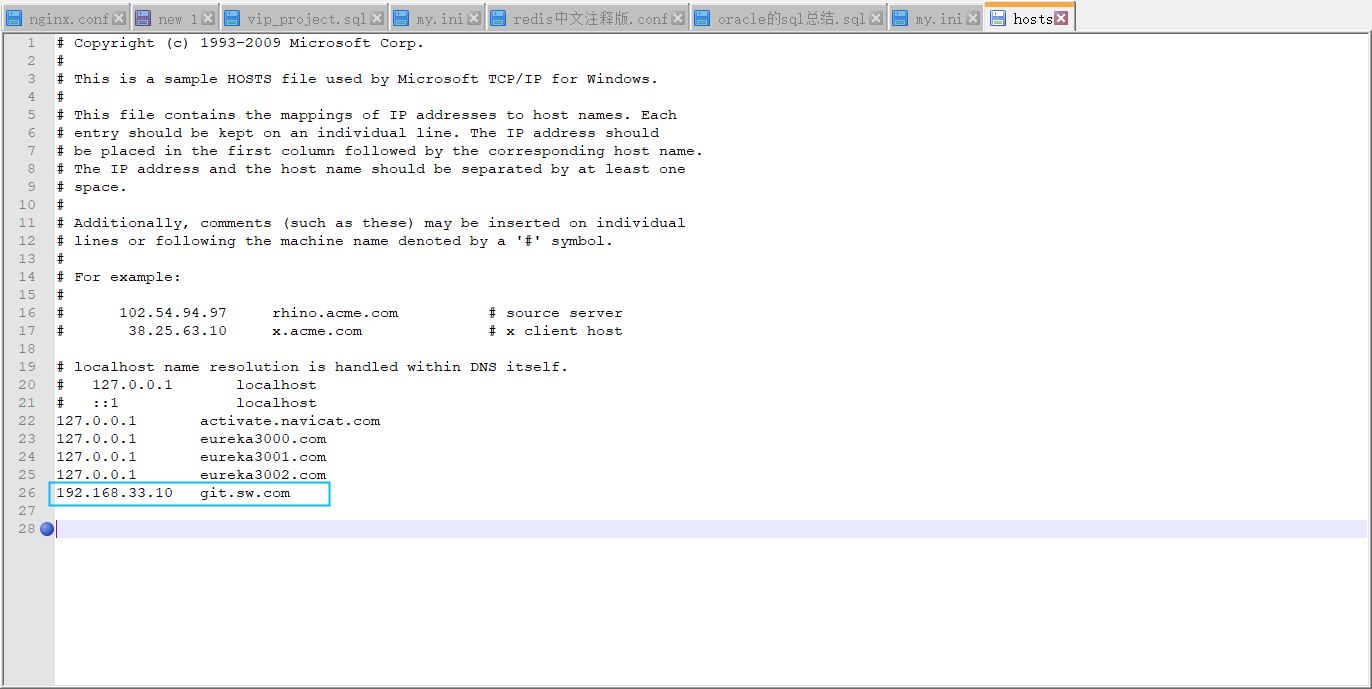 nginx.conf new 1 vip_project.sql my.ini redis中文注释版.conf oracle的sql总结.sql my.ini hosts
1 # Copyright (c) 1993-2009 Microsoft Corp.
2 #
3 # This is a sample HOSTS file used by Microsoft TCP/IP for Windows.
4 #
5 # This file contains the mappings of IP addresses to host names. Each
6 # entry should be kept on an individual line. The IP address should
7 # be placed in the first column followed by the corresponding host name.
8 # The IP address and the host name should be separated by at least one
9 # space.
10 #
11 # Additionally, comments (such as these) may be inserted on individual
12 # lines or following the machine name denoted by a '#' symbol.
13 #
14 # For example:
15 #
16 #      102.54.94.97     rhino.acme.com          # source server
17 #       38.25.63.10     x.acme.com              # x client host
18
19 # localhost name resolution is handled within DNS itself.
20 #   127.0.0.1       localhost
21 #   ::1             localhost
22 127.0.0.1       activate.navicat.com
23 127.0.0.1       eureka3000.com
24 127.0.0.1       eureka3001.com
25 127.0.0.1       eureka3002.com
26 192.168.33.10   git.sw.com
27
28